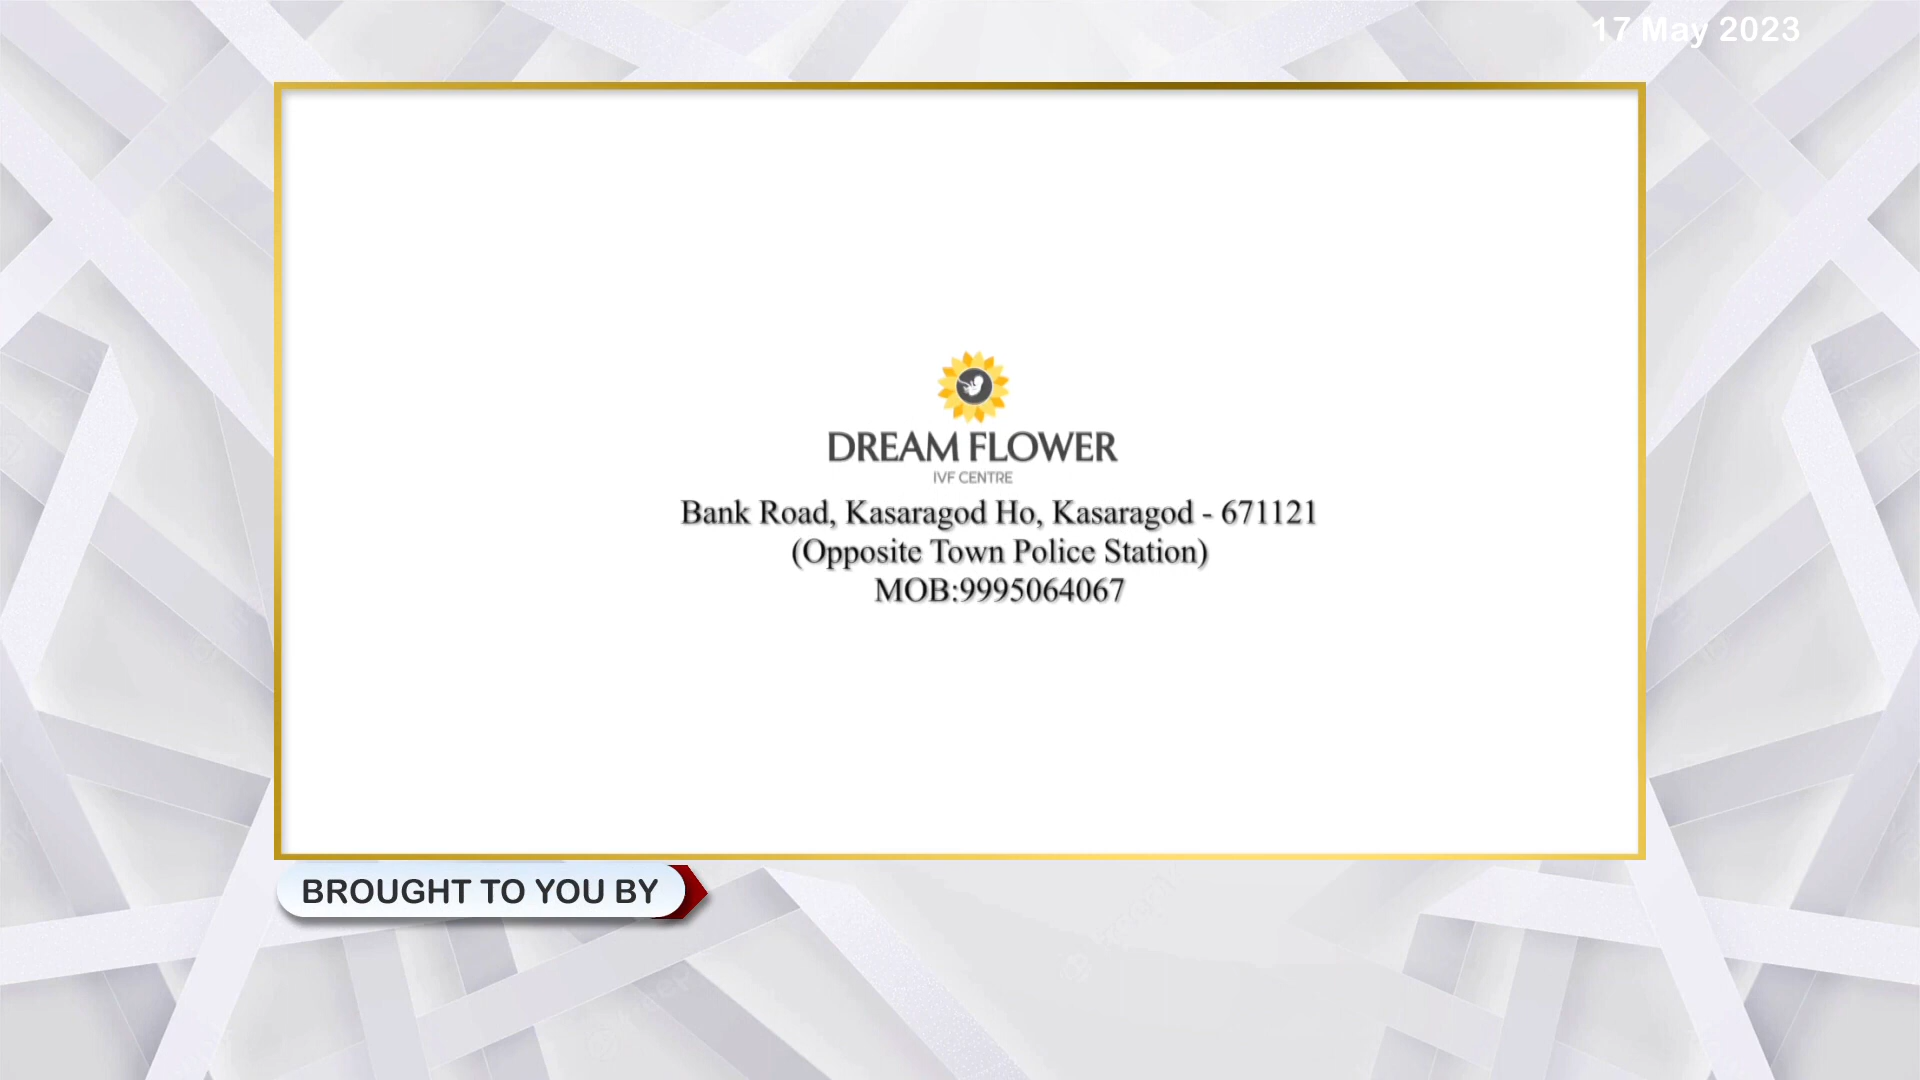 17 May 2023
DREAM FLOWER
IVF CENTRE
Bank Road, Kasaragod Ho, Kasaragod - 671121
(Opposite Town Police Station)
MOB:9995064067
BROUGHT TO YOU BY